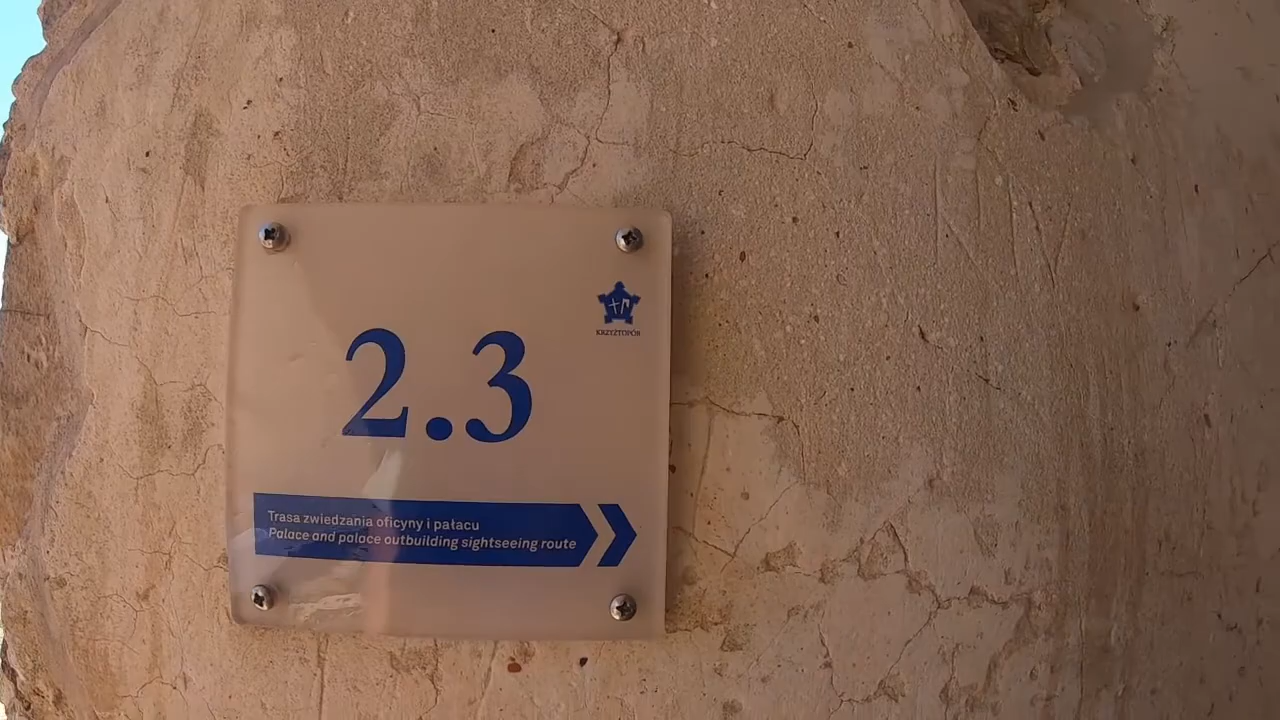 KRZYŻTOPÓR
2.3
Trasa zwiedzania oficyny i pałacu
Palace and palace outbuilding sightseeing route